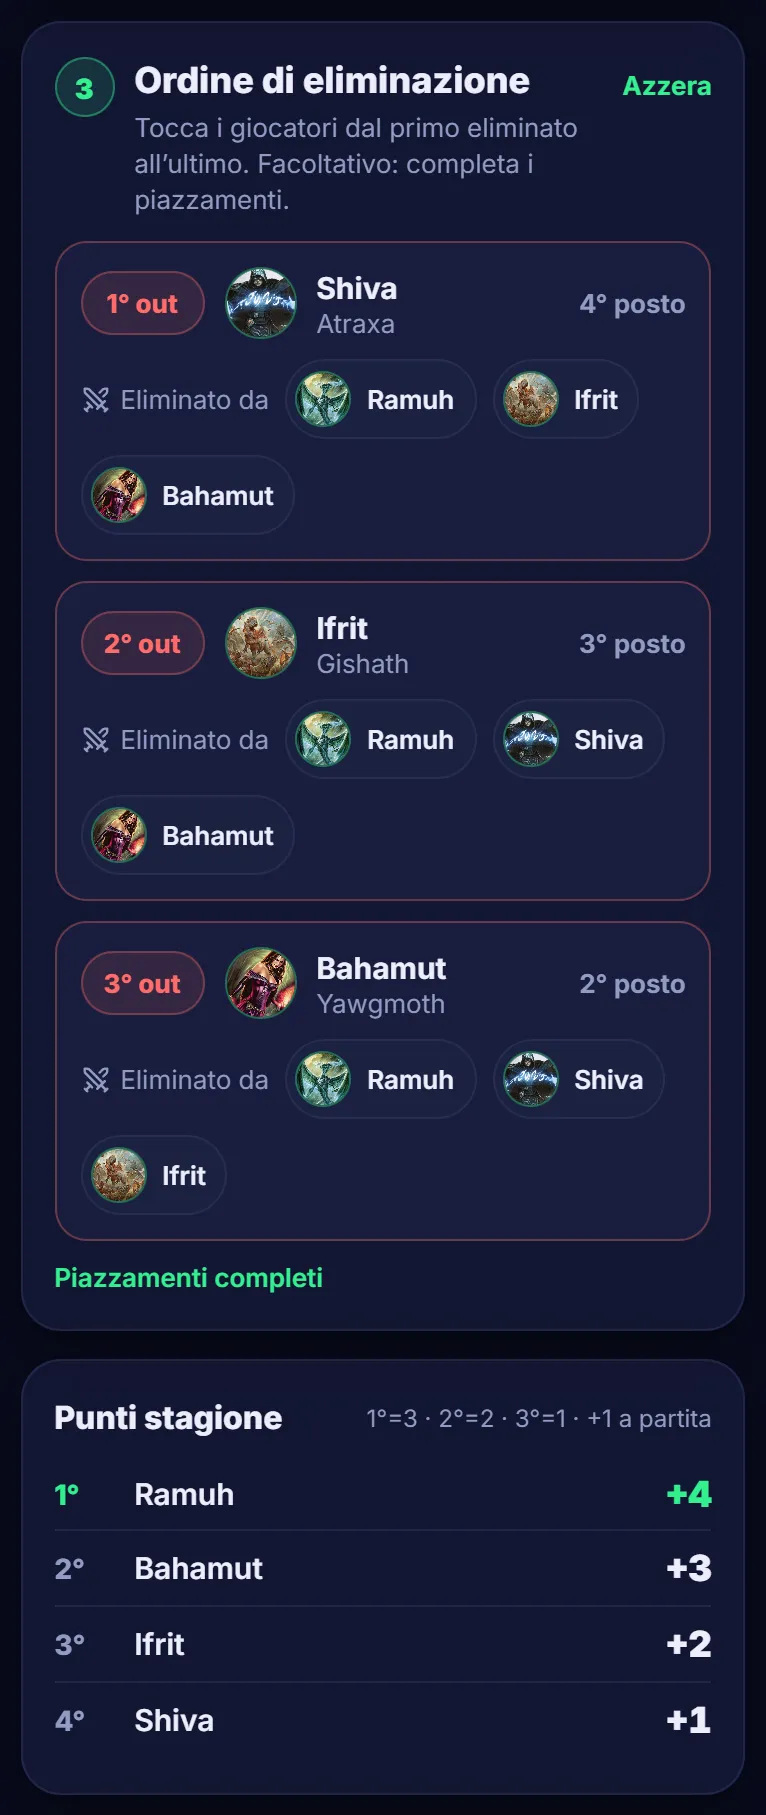 3
Ordine di eliminazione
Azzera
Tocca i giocatori dal primo eliminato
all’ultimo. Facoltativo: completa i
piazzamenti.
1° out
Shiva
Atraxa
4° posto
Eliminato da
Ramuh
Ifrit
Bahamut
2° out
Ifrit
Gishath
3° posto
Eliminato da
Ramuh
Shiva
Bahamut
3° out
Bahamut
Yawgmoth
2° posto
Eliminato da
Ramuh
Shiva
Ifrit
Piazzamenti completi
Punti stagione
1°=3 · 2°=2 · 3°=1 · +1 a partita
1° Ramuh +4
2° Bahamut +3
3° Ifrit +2
4° Shiva +1